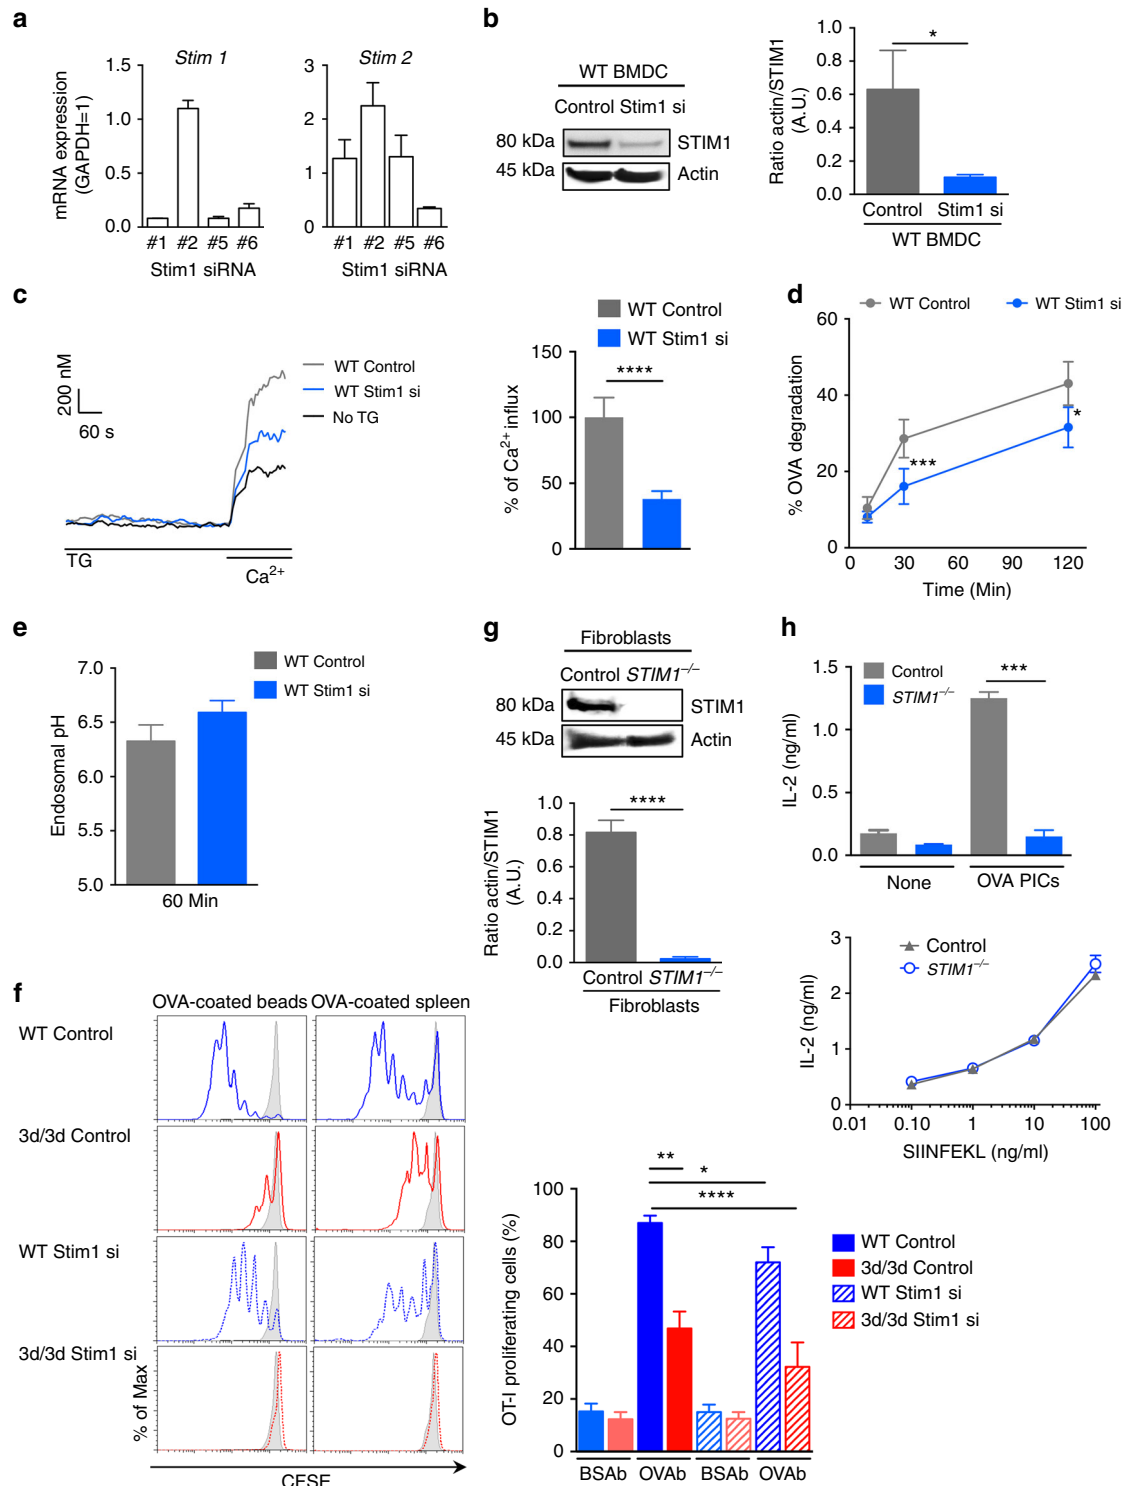 a
Stim 1
Stim 2
mRNA expression
(GAPDH=1)
1.5
1.0
0.5
0.0
3
2
1
0
#1 #2 #5 #6
#1 #2 #5 #6
Stim1 siRNA
Stim1 siRNA
b
WT BMDC
Control Stim1 si
80 kDa
STIM1
45 kDa
Actin
Ratio actin/STIM1
(A.U.)
1.0
0.8
0.6
0.4
0.2
0.0
*
Control Stim1 si
WT BMDC
c
200 nM
60 s
WT Control
WT Stim1 si
No TG
TG
Ca2+
WT Control
WT Stim1 si
% of Ca2+ influx
150
100
50
0
****
d
WT Control
WT Stim1 si
% OVA degradation
60
40
20
0
***
*
0 30 60 90 120
Time (Min)
e
WT Control
WT Stim1 si
Endosomal pH
7.0
6.5
6.0
5.5
5.0
60 Min
g
Fibroblasts
Control STIM1–/–
80 kDa
STIM1
45 kDa
Actin
Ratio actin/STIM1
(A.U.)
1.0
0.8
0.6
0.4
0.2
0.0
****
Control STIM1–/–
Fibroblasts
h
Control
STIM1–/–
IL-2 (ng/ml)
1.5
1.0
0.5
0.0
***
None
OVA PICs
Control
STIM1–/–
IL-2 (ng/ml)
3
2
1
0
0.01 0.1 1 10 100
SIINFEKL (ng/ml)
f
OVA-coated beads OVA-coated spleen
WT Control
3d/3d Control
WT Stim1 si
3d/3d Stim1 si
% of Max
CFSE
OT-I proliferating cells (%)
100
80
60
40
20
0
**
*
****
BSAb OVAb BSAb OVAb
WT Control
3d/3d Control
WT Stim1 si
3d/3d Stim1 si